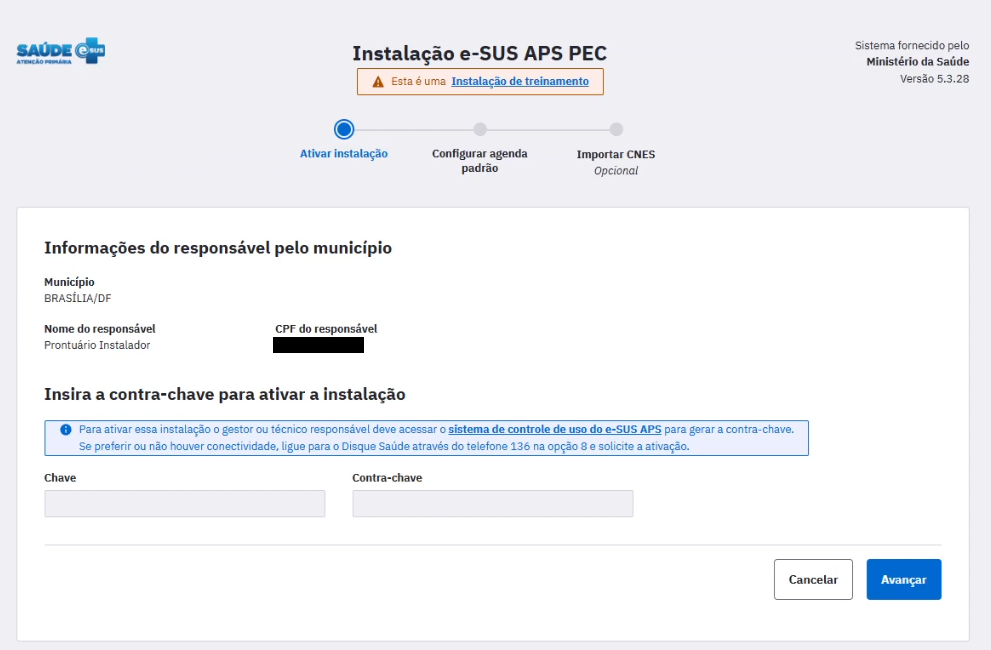 SAÚDE e-SUS
ATENÇÃO PRIMÁRIA
Instalação e-SUS APS PEC
Esta é uma Instalação de treinamento
Sistema fornecido pelo
Ministério da Saúde
Versão 5.3.28
Ativar instalação
Configurar agenda
padrão
Importar CNES
Opcional
Informações do responsável pelo município
Município
BRASÍLIA/DF
Nome do responsável
Prontuário Instalador
CPF do responsável
Insira a contra-chave para ativar a instalação
Para ativar essa instalação o gestor ou técnico responsável deve acessar o sistema de controle de uso do e-SUS APS para gerar a contra-chave.
Se preferir ou não houver conectividade, ligue para o Disque Saúde através do telefone 136 na opção 8 e solicite a ativação.
Chave
Contra-chave
Cancelar
Avançar